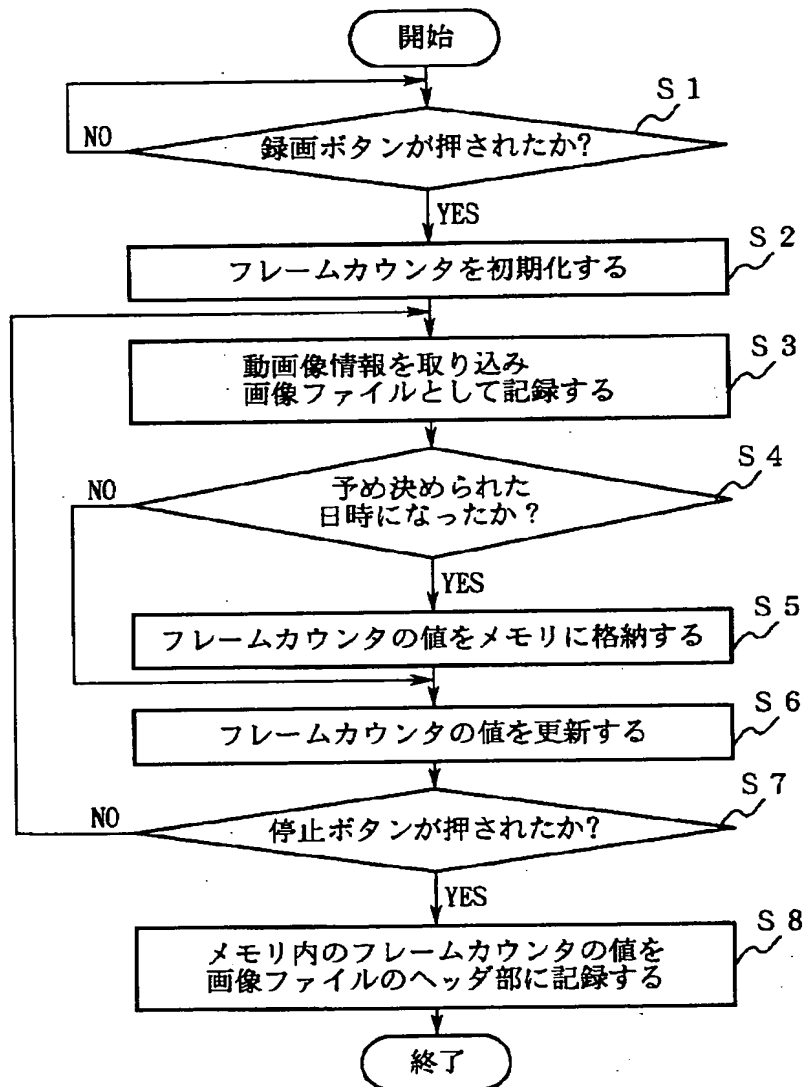 開始
S1
NO
録画ボタンが押されたか?
YES
S2
フレームカウンタを初期化する
S3
動画像情報を取り込み
画像ファイルとして記録する
S4
NO
予め決められた
日時になったか?
YES
S5
フレームカウンタの値をメモリに格納する
S6
フレームカウンタの値を更新する
S7
NO
停止ボタンが押されたか?
YES
S8
メモリ内のフレームカウンタの値を
画像ファイルのヘッダ部に記録する
終了